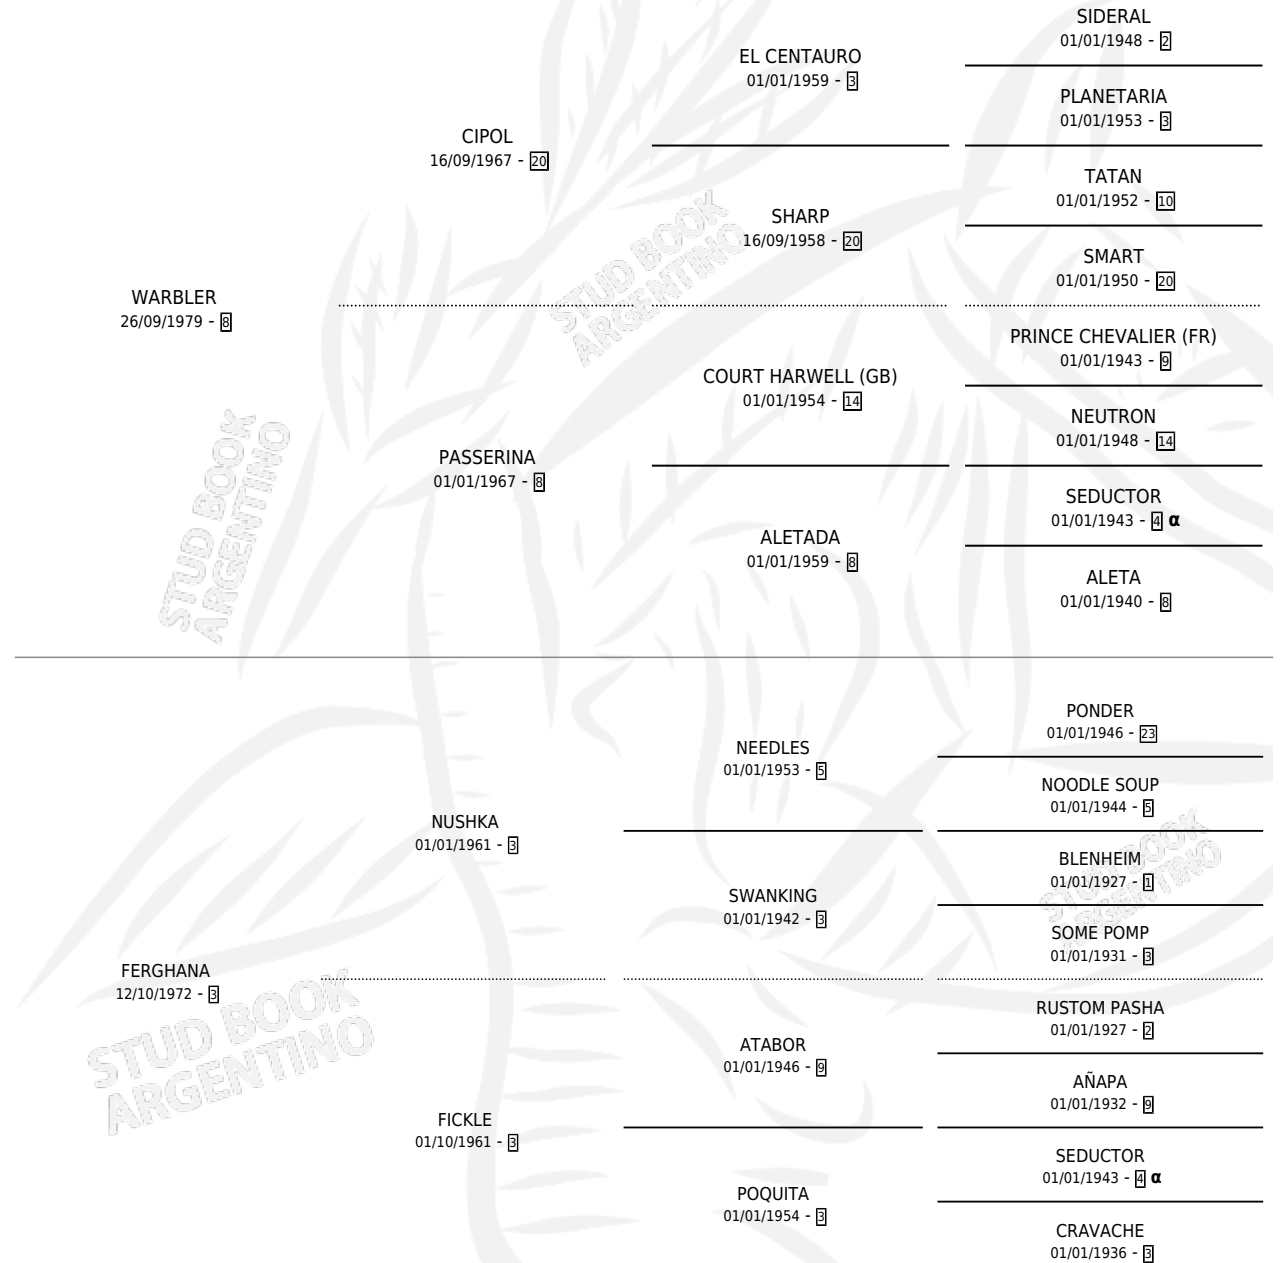 SIDERAL
01/01/1948 - 2
EL CENTAURO
01/01/1959 - 3
PLANETARIA
01/01/1953 - 3
CIPOL
16/09/1967 - 20
TATAN
01/01/1952 - 10
SHARP
16/09/1958 - 20
SMART
01/01/1950 - 20
WARBLER
26/09/1979 - 8
PRINCE CHEVALIER (FR)
01/01/1943 - 9
COURT HARWELL (GB)
01/01/1954 - 14
NEUTRON
01/01/1948 - 14
PASSERINA
01/01/1967 - 8
SEDUCTOR
01/01/1943 - 4 α
ALETADA
01/01/1959 - 8
ALETA
01/01/1940 - 8
PONDER
01/01/1946 - 23
NEEDLES
01/01/1953 - 5
NOODLE SOUP
01/01/1944 - 5
NUSHKA
01/01/1961 - 3
BLENHEIM
01/01/1927 - 1
SWANKING
01/01/1942 - 3
SOME POMP
01/01/1931 - 3
FERGHANA
12/10/1972 - 3
RUSTOM PASHA
01/01/1927 - 2
ATABOR
01/01/1946 - 9
AÑAPA
01/01/1932 - 9
FICKLE
01/10/1961 - 3
SEDUCTOR
01/01/1943 - 4 α
POQUITA
01/01/1954 - 3
CRAVACHE
01/01/1936 - 3
STUD BOOK
ARGENTINO
STUD BOOK
ARGENTINO
STUD BOOK
ARGENTINO
STUD BOOK
ARGENTINO